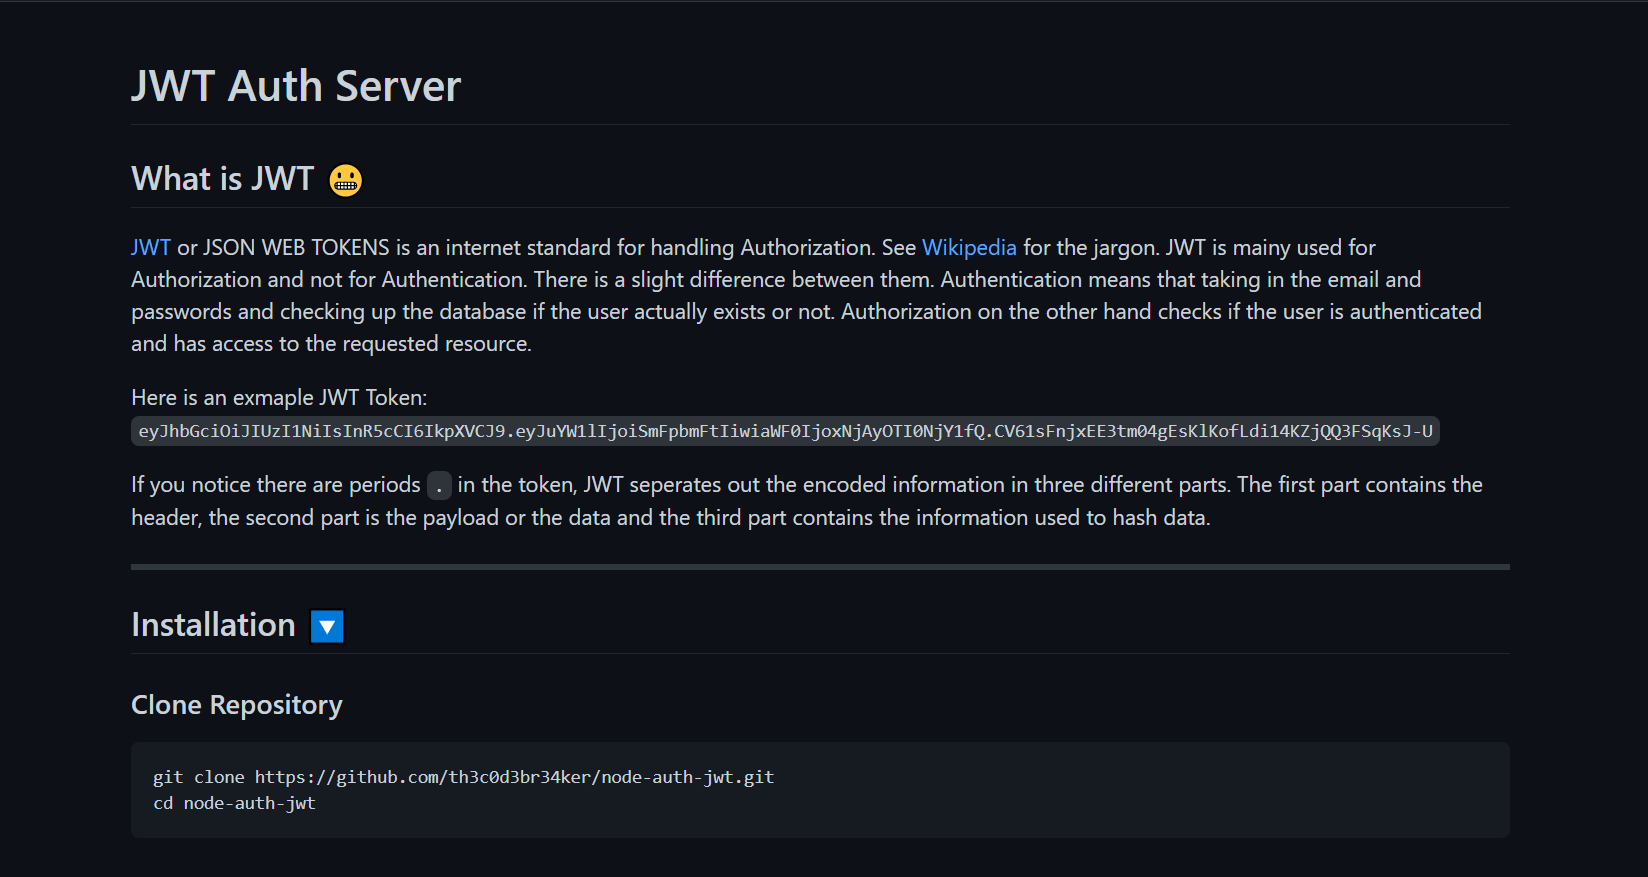 JWT Auth Server
What is JWT 😬
JWT or JSON WEB TOKENS is an internet standard for handling Authorization. See Wikipedia for the jargon. JWT is mainy used for
Authorization and not for Authentication. There is a slight difference between them. Authentication means that taking in the email and
passwords and checking up the database if the user actually exists or not. Authorization on the other hand checks if the user is authenticated
and has access to the requested resource.
Here is an exmaple JWT Token:
eyJhbGciOiJIUzI1NiIsInR5cCI6IkpXVCJ9.eyJuYW1lIjoiSmFpbmFtIiwiaWF0IjoxNjAyOTI0NjY1fQ.CV61sFnjxEE3tm04gEsKlKofLdi14KZjQQ3FSqKsJ-U
If you notice there are periods . in the token, JWT seperates out the encoded information in three different parts. The first part contains the
header, the second part is the payload or the data and the third part contains the information used to hash data.
Installation 🔽
Clone Repository
git clone https://github.com/th3c0d3br34ker/node-auth-jwt.git
cd node-auth-jwt